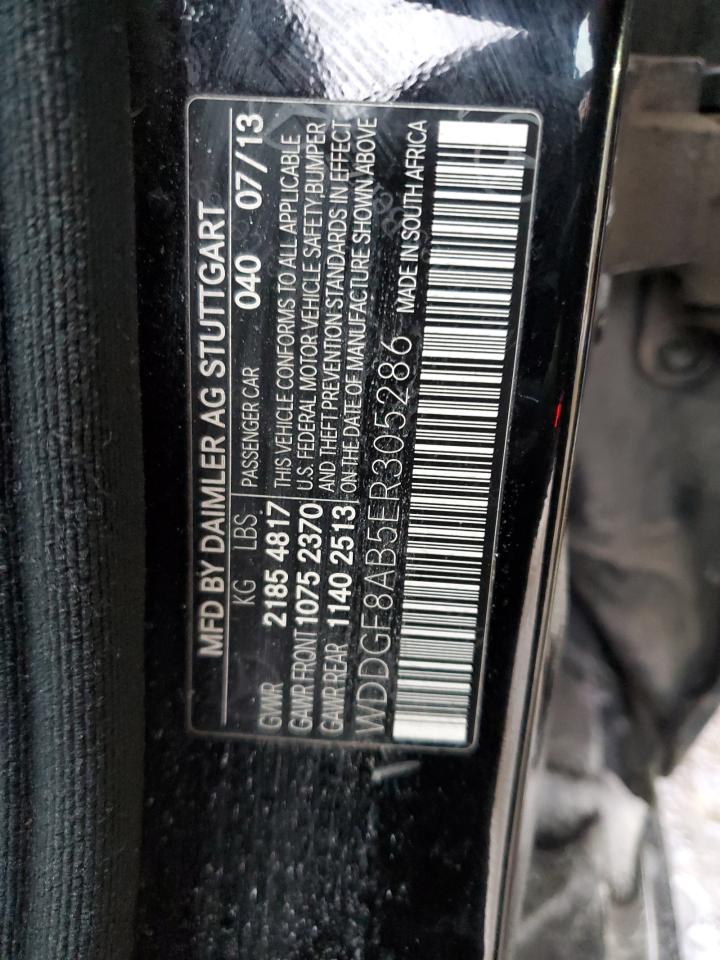 MFD BY DAIMLER AG STUTTGART
KG LBS PASSENGER CAR 040 07/13
GVWR 2185 4817 THIS VEHICLE CONFORMS TO ALL APPLICABLE
GAWR FRONT 1075 2370 U.S. FEDERAL MOTOR VEHICLE SAFETY BUMPER
GAWR REAR 1140 2513 AND THEFT PREVENTION STANDARDS IN EFFECT
ON THE DATE OF MANUFACTURE SHOWN ABOVE
WDDGF8AB5ER305286 MADE IN SOUTH AFRICA